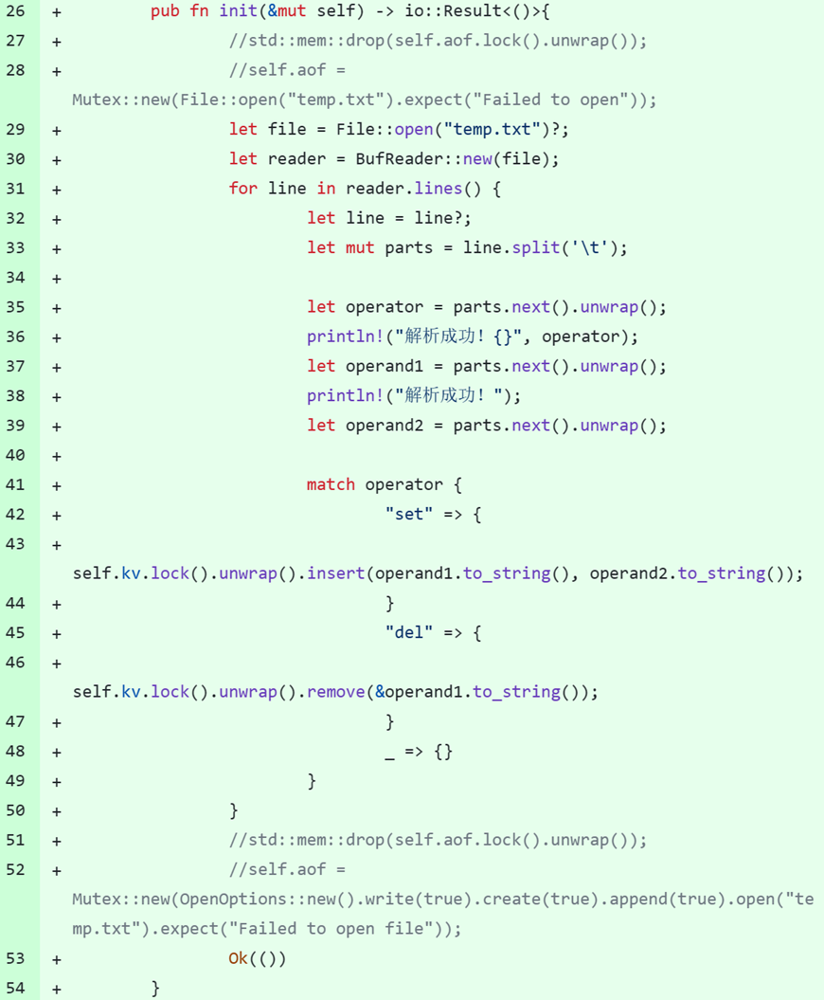 26 + pub fn init(&mut self) -> io::Result<()>{
27 + //std::mem::drop(self.aof.lock().unwrap());
28 + //self.aof =
Mutex::new(File::open("temp.txt").expect("Failed to open"));
29 + let file = File::open("temp.txt")?;
30 + let reader = BufReader::new(file);
31 + for line in reader.lines() {
32 + let line = line?;
33 + let mut parts = line.split('\t');
34 +
35 + let operator = parts.next().unwrap();
36 + println!("解析成功！{}", operator);
37 + let operand1 = parts.next().unwrap();
38 + println!("解析成功！");
39 + let operand2 = parts.next().unwrap();
40 +
41 + match operator {
42 + "set" => {
43 +
self.kv.lock().unwrap().insert(operand1.to_string(), operand2.to_string());
44 + }
45 + "del" => {
46 +
self.kv.lock().unwrap().remove(&operand1.to_string());
47 + }
48 + _ => {}
49 + }
50 + }
51 + //std::mem::drop(self.aof.lock().unwrap());
52 + //self.aof =
Mutex::new(OpenOptions::new().write(true).create(true).append(true).open("te
mp.txt").expect("Failed to open file"));
53 + Ok(())
54 + }